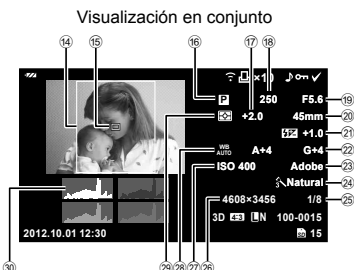 Visualización en conjunto
⑭ ⑮ ⑯ ⑰ ⑱
×10
P 250 F5.6 ⑲
+2.0 45mm ⑳
+1.0 ㉑
WB AUTO A+4 G+4 ㉒
ISO 400 Adobe ㉓
Natural ㉔
4608×3456 1/8 ㉕
3D 4:3 LN 100-0015
2012.10.01 12:30 15
㉚ ㉙ ㉘ ㉗ ㉖